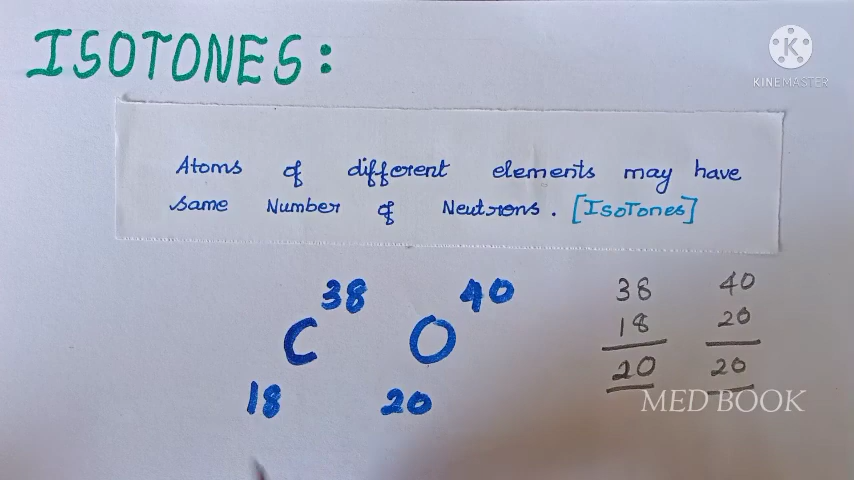 ISOTONES:
K
KINEMASTER
Atoms of different elements may have
same Number of Neutrons. [IsoTones]
38 40
C O
18 20
38 40
18 20
20 20
MED BOOK